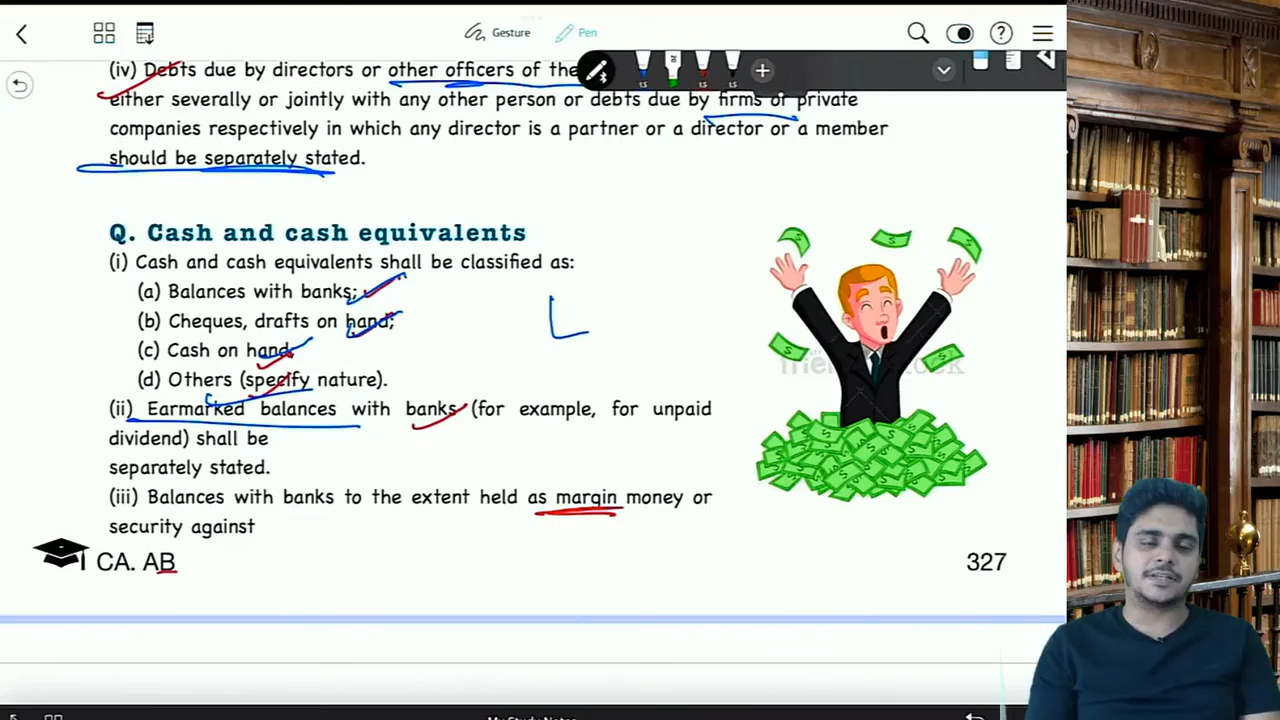 Gesture
Pen
(iv) Debts due by directors or other officers of the
either severally or jointly with any other person or debts due by firms or private
companies respectively in which any director is a partner or a director or a member
should be separately stated.
Q. Cash and cash equivalents
(i) Cash and cash equivalents shall be classified as:
(a) Balances with banks;
(b) Cheques, drafts on hand;
(c) Cash on hand
(d) Others (specify nature).
(ii) Earmarked balances with banks (for example, for unpaid
dividend) shall be
separately stated.
(iii) Balances with banks to the extent held as margin money or
security against
CA. AB
327